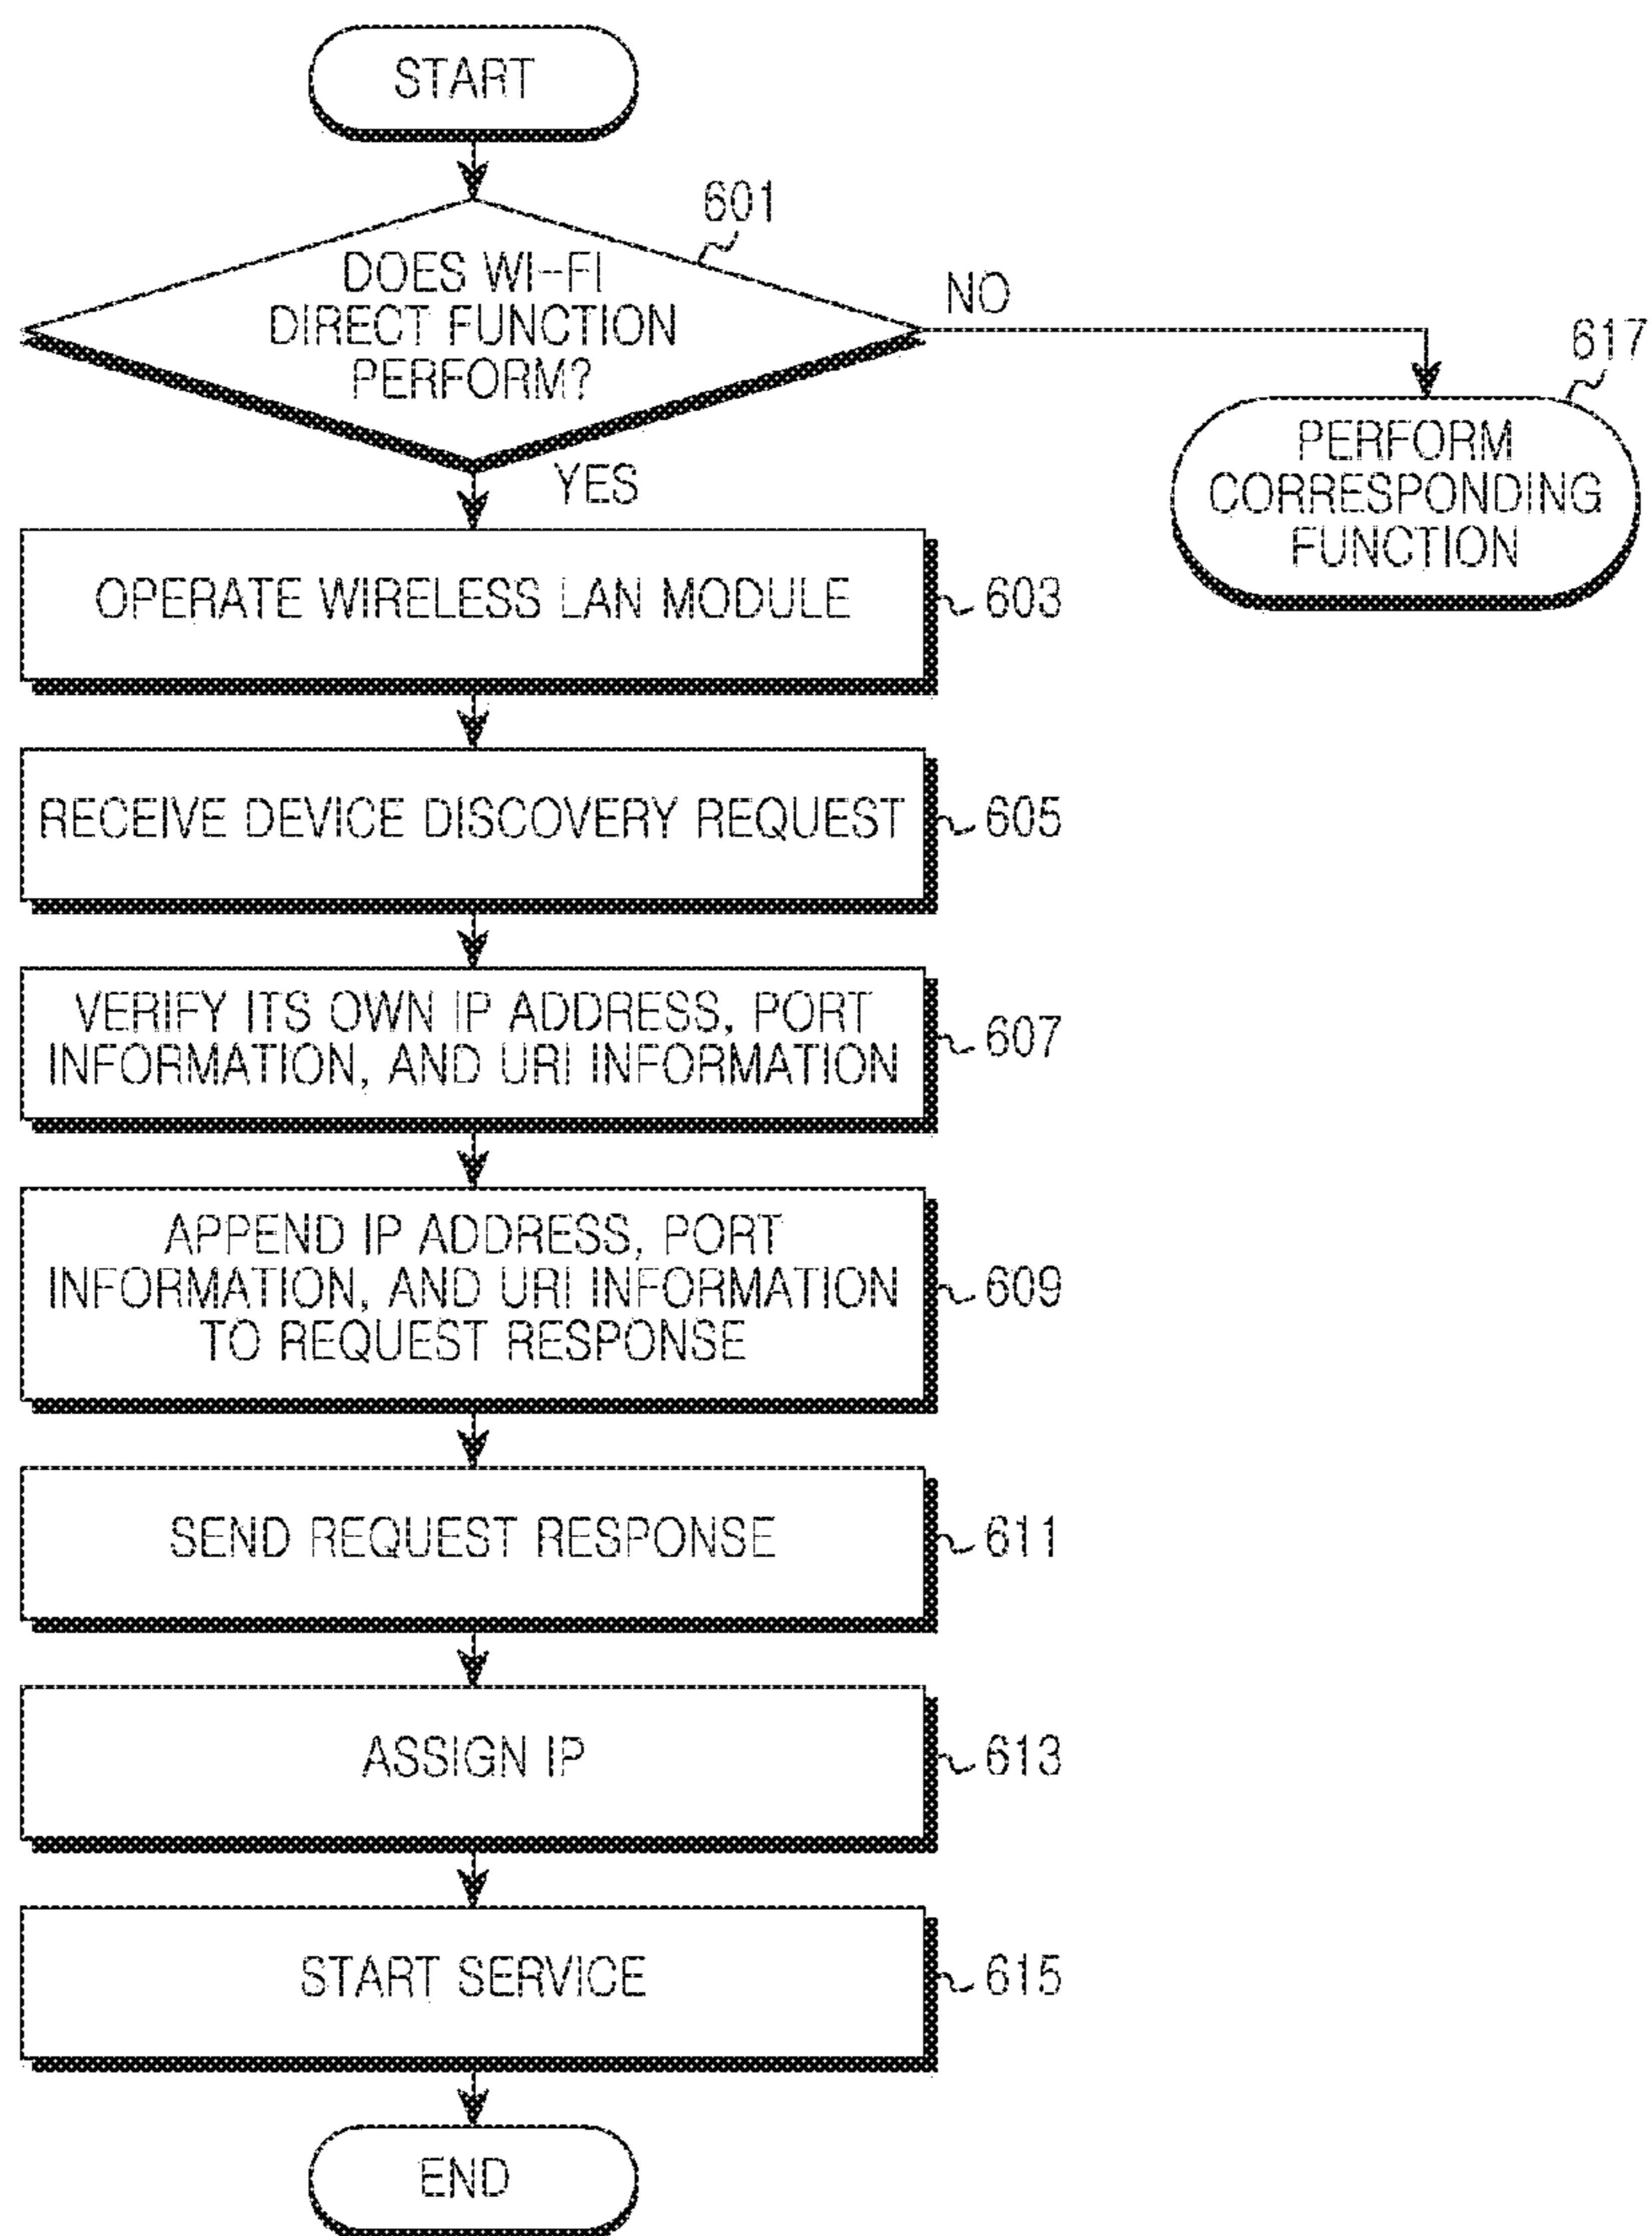 START
601
DOES WI-FI
DIRECT FUNCTION
PERFORM?
NO
617
PERFORM
CORRESPONDING
FUNCTION
YES
OPERATE WIRELESS LAN MODULE
603
RECEIVE DEVICE DISCOVERY REQUEST
605
VERIFY ITS OWN IP ADDRESS, PORT
INFORMATION, AND URI INFORMATION
607
APPEND IP ADDRESS, PORT
INFORMATION, AND URI INFORMATION
TO REQUEST RESPONSE
609
SEND REQUEST RESPONSE
611
ASSIGN IP
613
START SERVICE
615
END